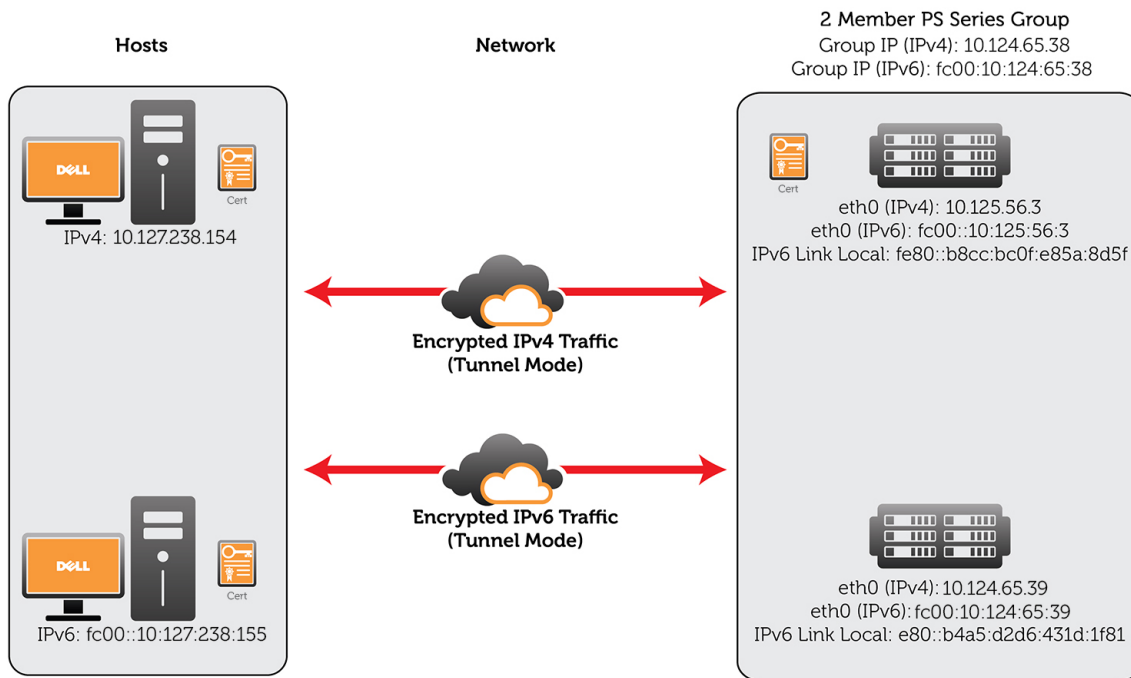 Hosts
Network
2 Member PS Series Group
Group IP (IPv4): 10.124.65.38
Group IP (IPv6): fc00:10:124:65:38
DELL
Cert
IPv4: 10.127.238.154
Cert
eth0 (IPv4): 10.125.56.3
eth0 (IPv6): fc00::10:125:56:3
IPv6 Link Local: fe80::b8cc:bc0f:e85a:8d5f
Encrypted IPv4 Traffic
(Tunnel Mode)
Encrypted IPv6 Traffic
(Tunnel Mode)
DELL
Cert
IPv6: fc00::10:127:238:155
eth0 (IPv4): 10.124.65.39
eth0 (IPv6): fc00:10:124:65:39
IPv6 Link Local: e80::b4a5:d2d6:431d:1f81